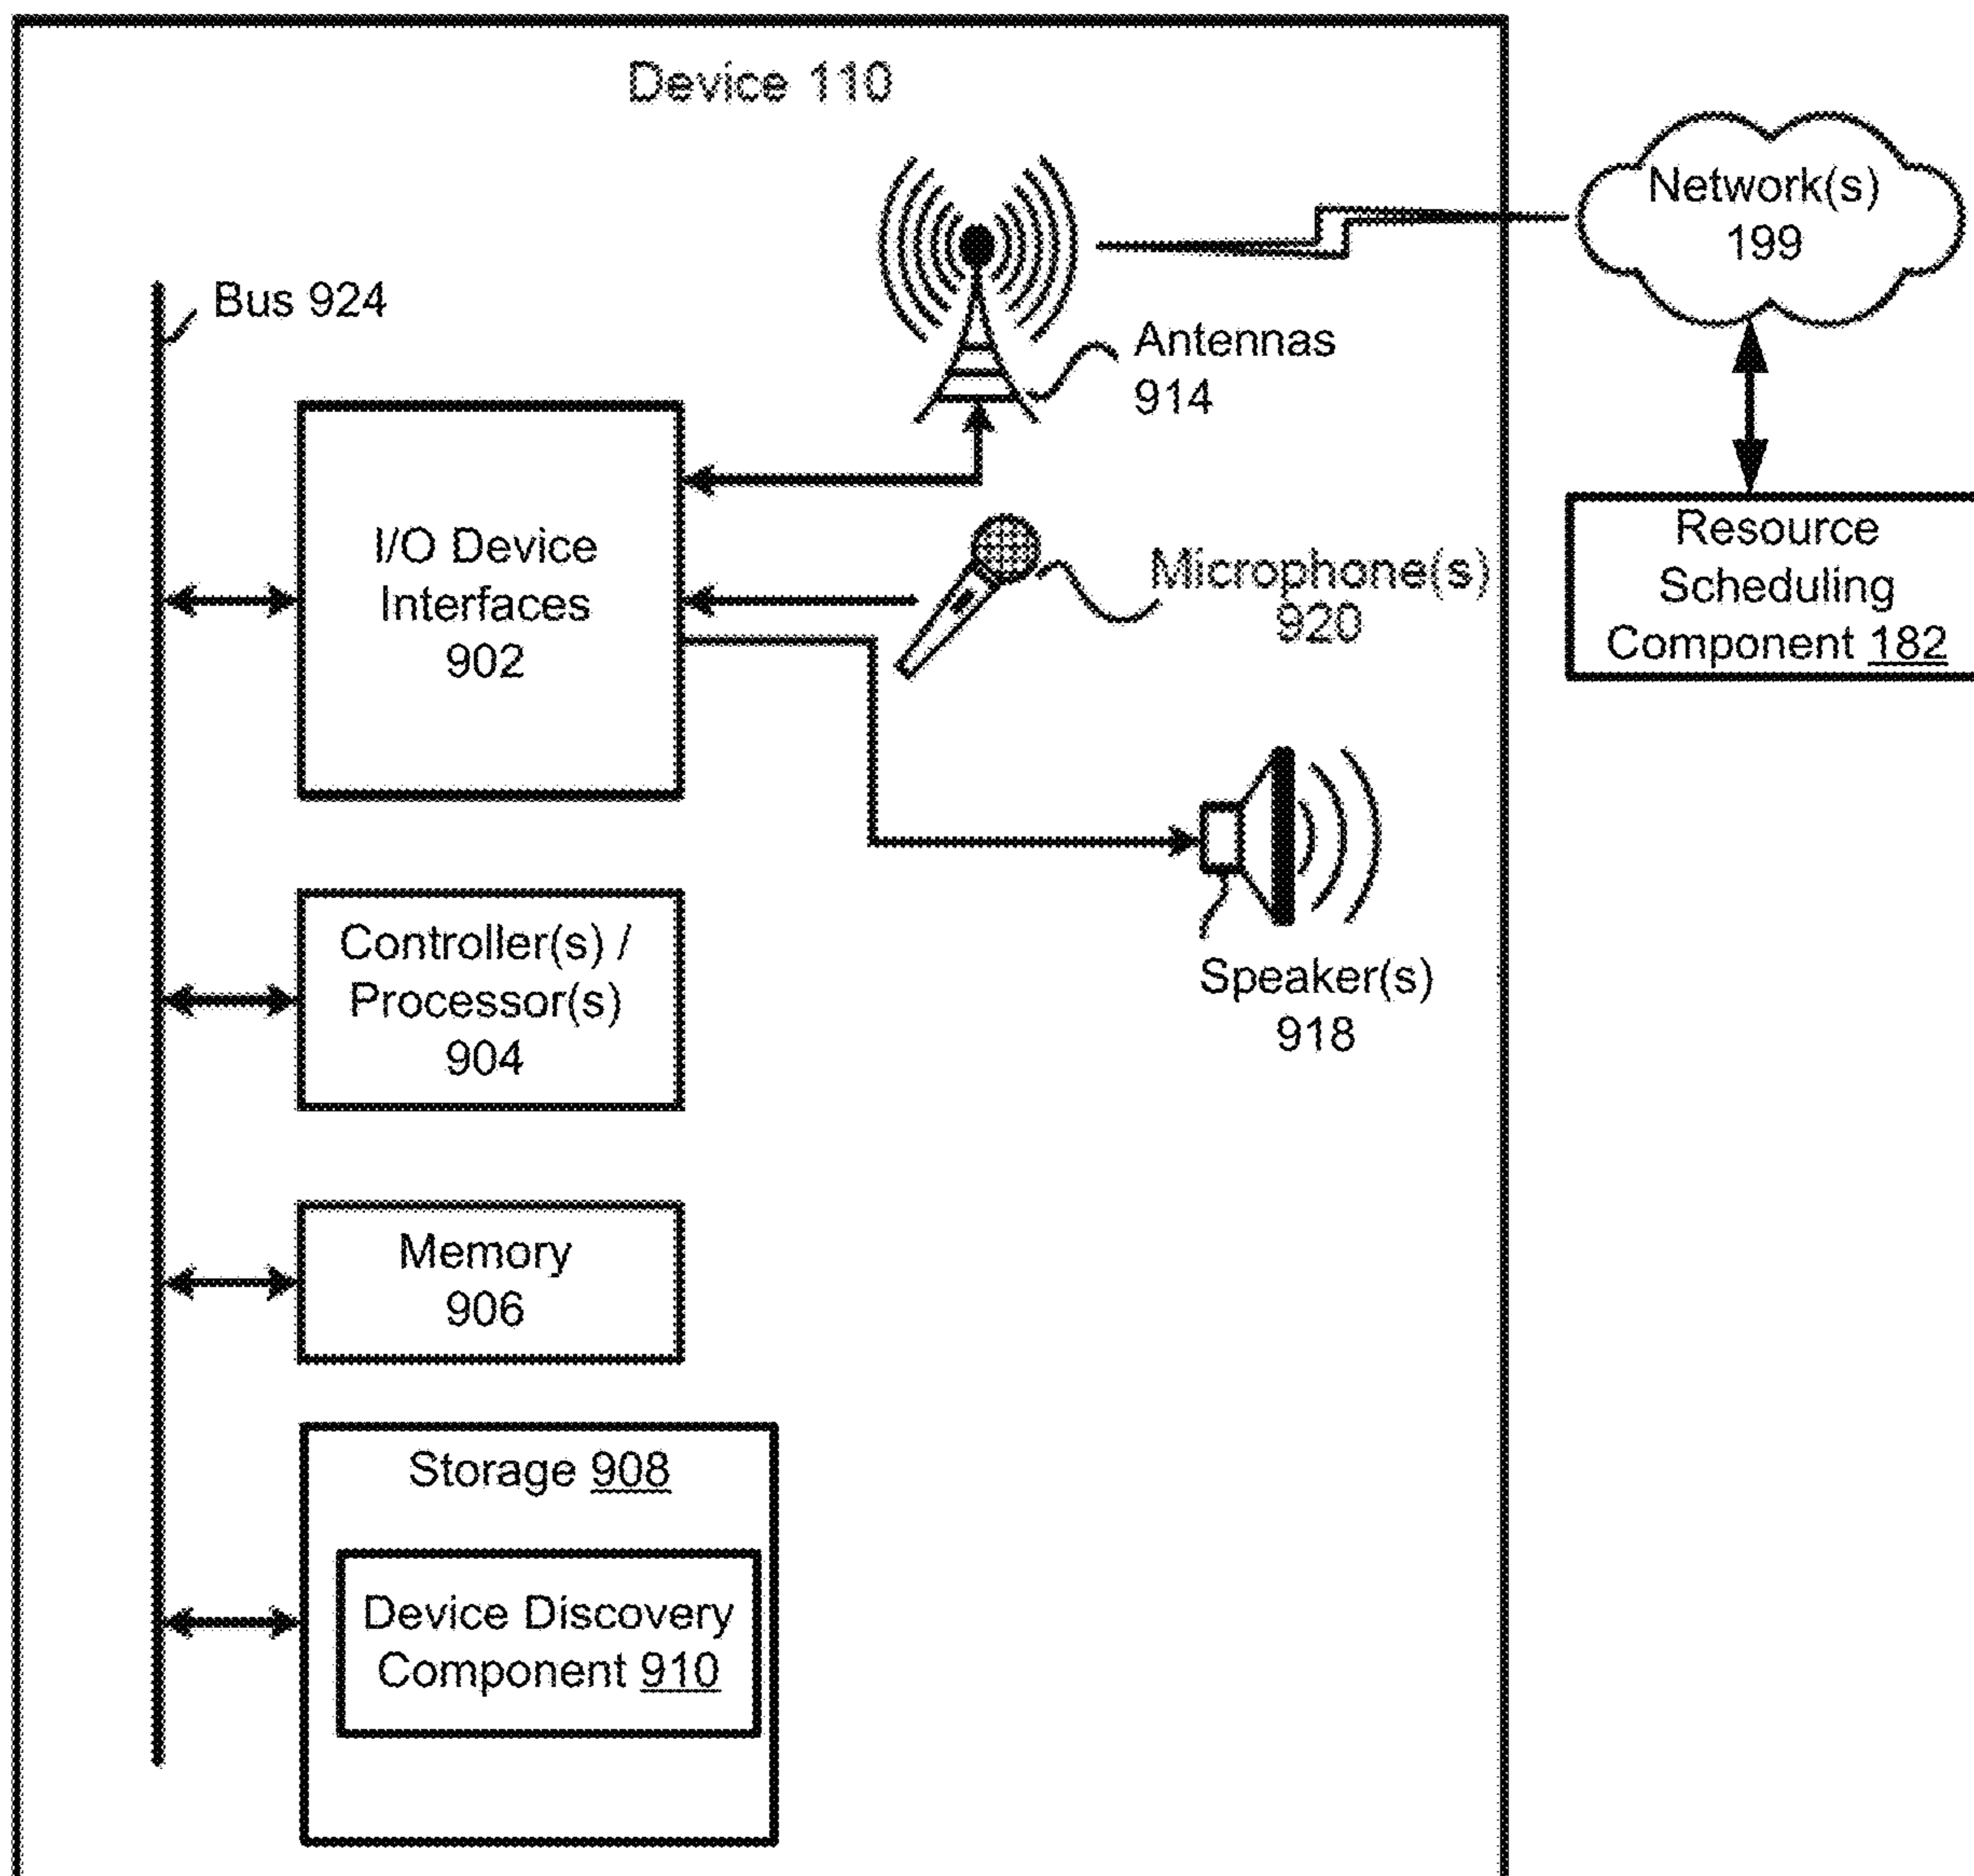 Device 110
Network(s)
199
Bus 924
Antennas
914
I/O Device
Interfaces
902
Microphone(s)
920
Resource
Scheduling
Component 182
Controller(s) /
Processor(s)
904
Speaker(s)
918
Memory
906
Storage 908
Device Discovery
Component 910